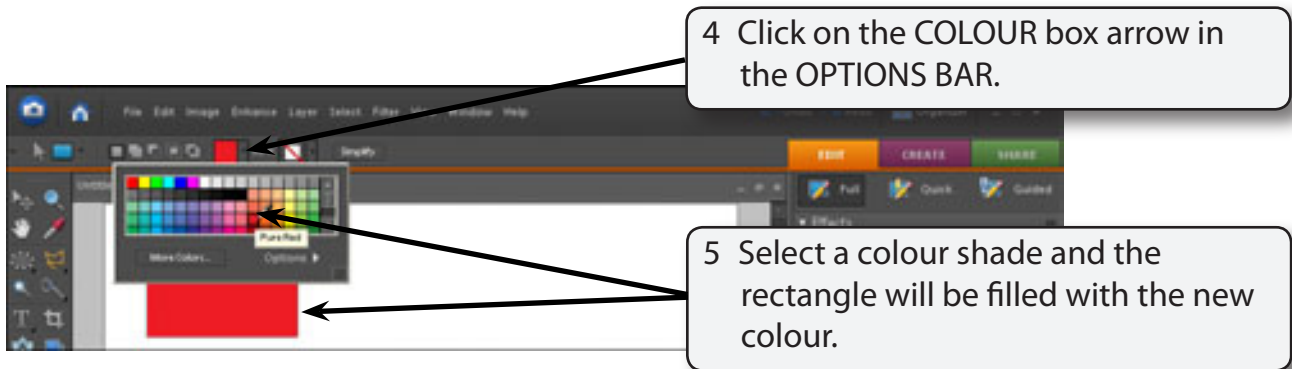 4 Click on the COLOUR box arrow in
the OPTIONS BAR.
File Edit Image Enhance Layer Select Filter Window Help
Simplify
EDIT CREATE SHARE
Full Quick Guided
Effects
Pure Red
More Colors... Options
5 Select a colour shade and the
rectangle will be filled with the new
colour.